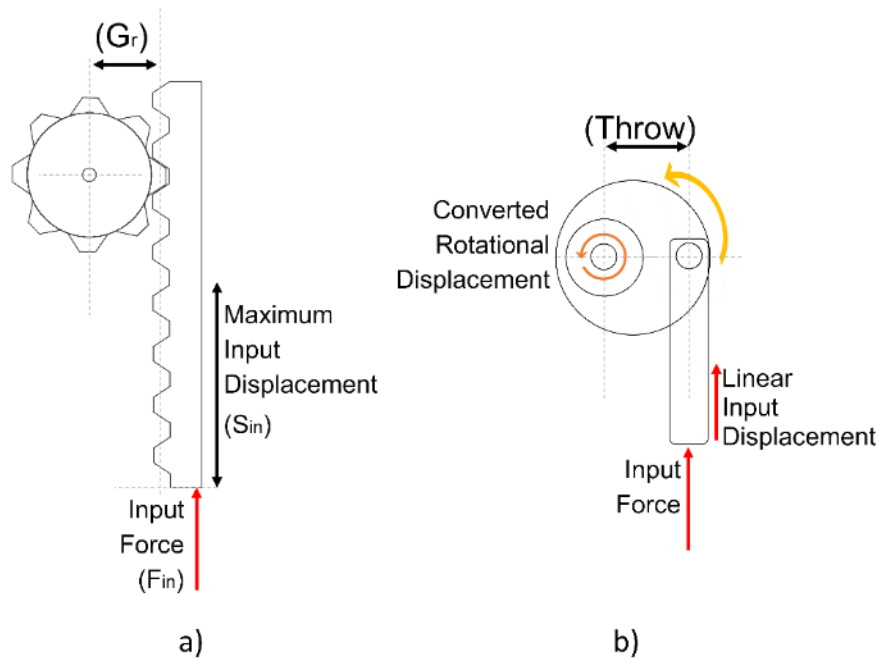 (Gr)
Maximum
Input
Displacement
(Sin)
Input
Force
(Fin)
a)
(Throw)
Converted
Rotational
Displacement
Linear
Input
Displacement
Input
Force
b)